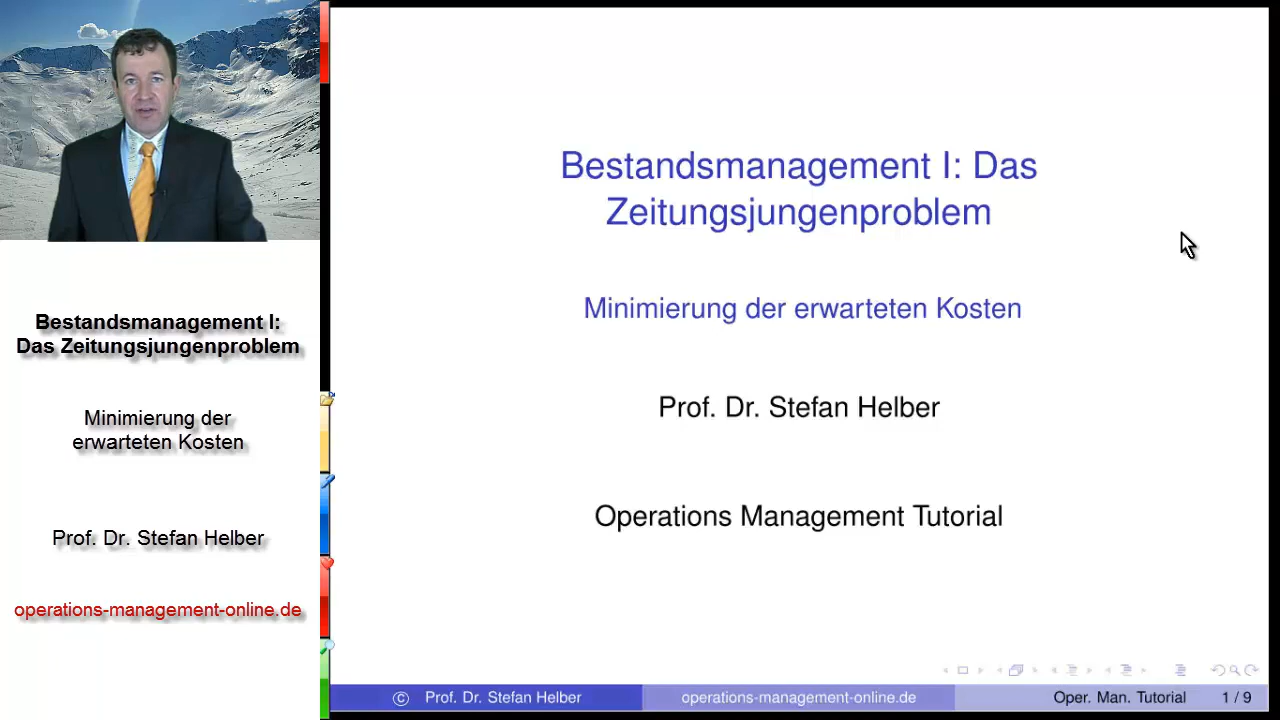 Bestandsmanagement I: Das
Zeitungsjungenproblem
Minimierung der erwarteten Kosten
Prof. Dr. Stefan Helber
Operations Management Tutorial
Bestandsmanagement I:
Das Zeitungsjungenproblem
Minimierung der
erwarteten Kosten
Prof. Dr. Stefan Helber
operations-management-online.de
© Prof. Dr. Stefan Helber operations-management-online.de Oper. Man. Tutorial 1 / 9